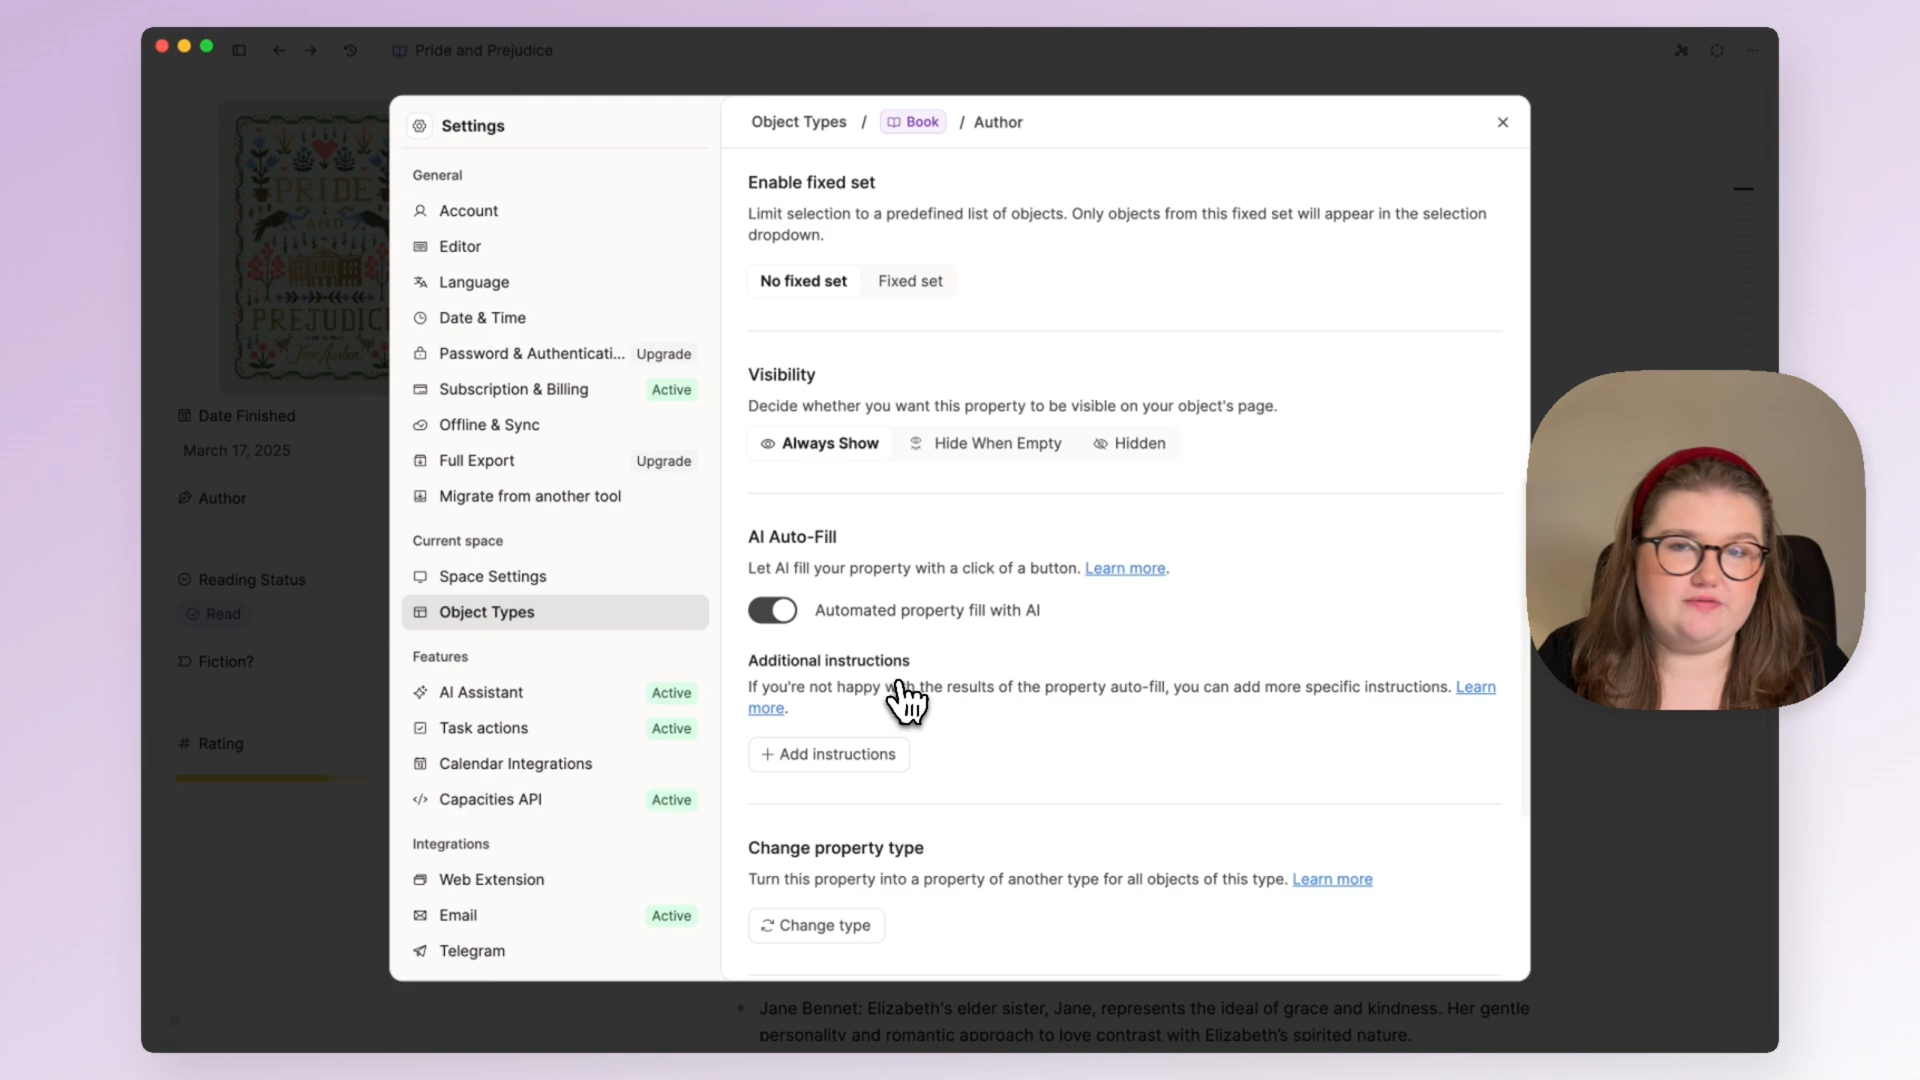 Pride and Prejudice
PRIDE
AND
PREJUDIC
Date Finished
March 17, 2025
Author
Reading Status
Read
Fiction?
Rating
Settings
General
Account
Editor
Language
Date & Time
Password & Authenticati... Upgrade
Subscription & Billing Active
Offline & Sync
Full Export Upgrade
Migrate from another tool
Current space
Space Settings
Object Types
Features
AI Assistant Active
Task actions Active
Calendar Integrations
Capacities API Active
Integrations
Web Extension
Email Active
Telegram
Object Types / Book / Author
Enable fixed set
Limit selection to a predefined list of objects. Only objects from this fixed set will appear in the selection
dropdown.
No fixed set Fixed set
Visibility
Decide whether you want this property to be visible on your object's page.
Always Show Hide When Empty Hidden
AI Auto-Fill
Let AI fill your property with a click of a button. Learn more.
Automated property fill with AI
Additional instructions
If you're not happy with the results of the property auto-fill, you can add more specific instructions. Learn
more.
+ Add instructions
Change property type
Turn this property into a property of another type for all objects of this type. Learn more
Change type
Jane Bennet: Elizabeth's elder sister, Jane, represents the ideal of grace and kindness. Her gentle
personality and romantic approach to love contrast with Elizabeth's spirited nature.